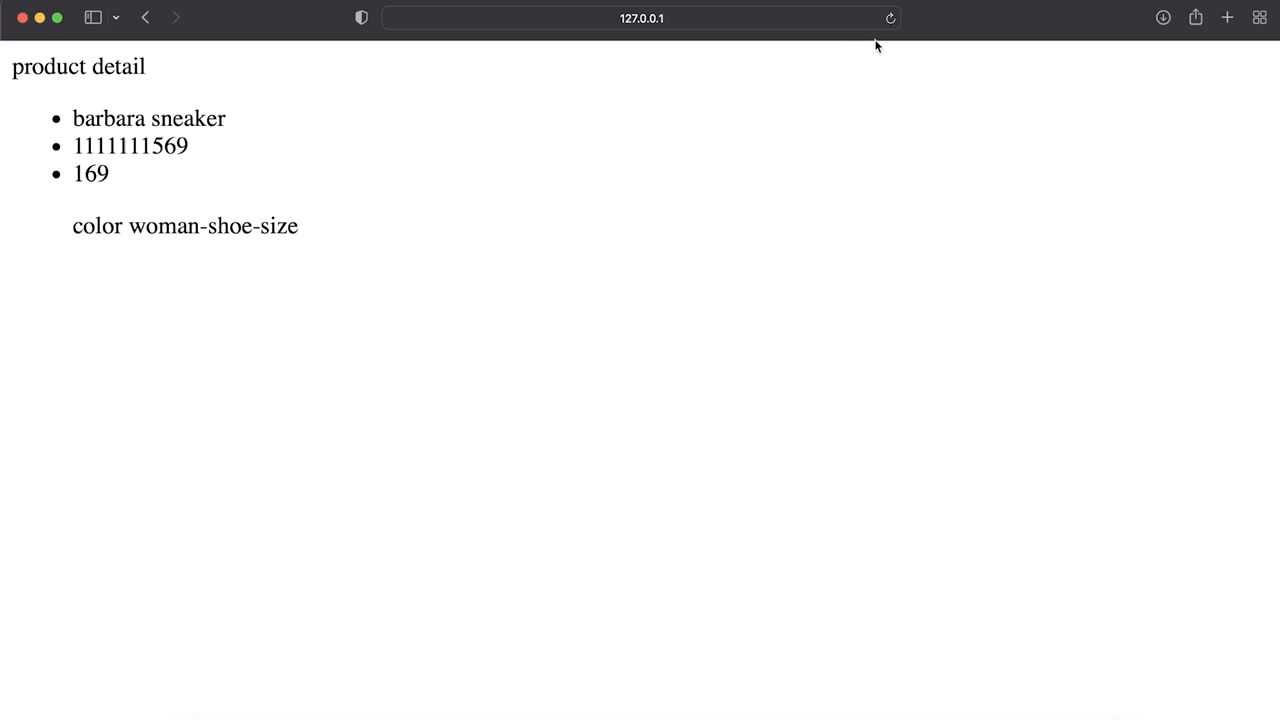 127.0.0.1
product detail
barbara sneaker
1111111569
169
color woman-shoe-size